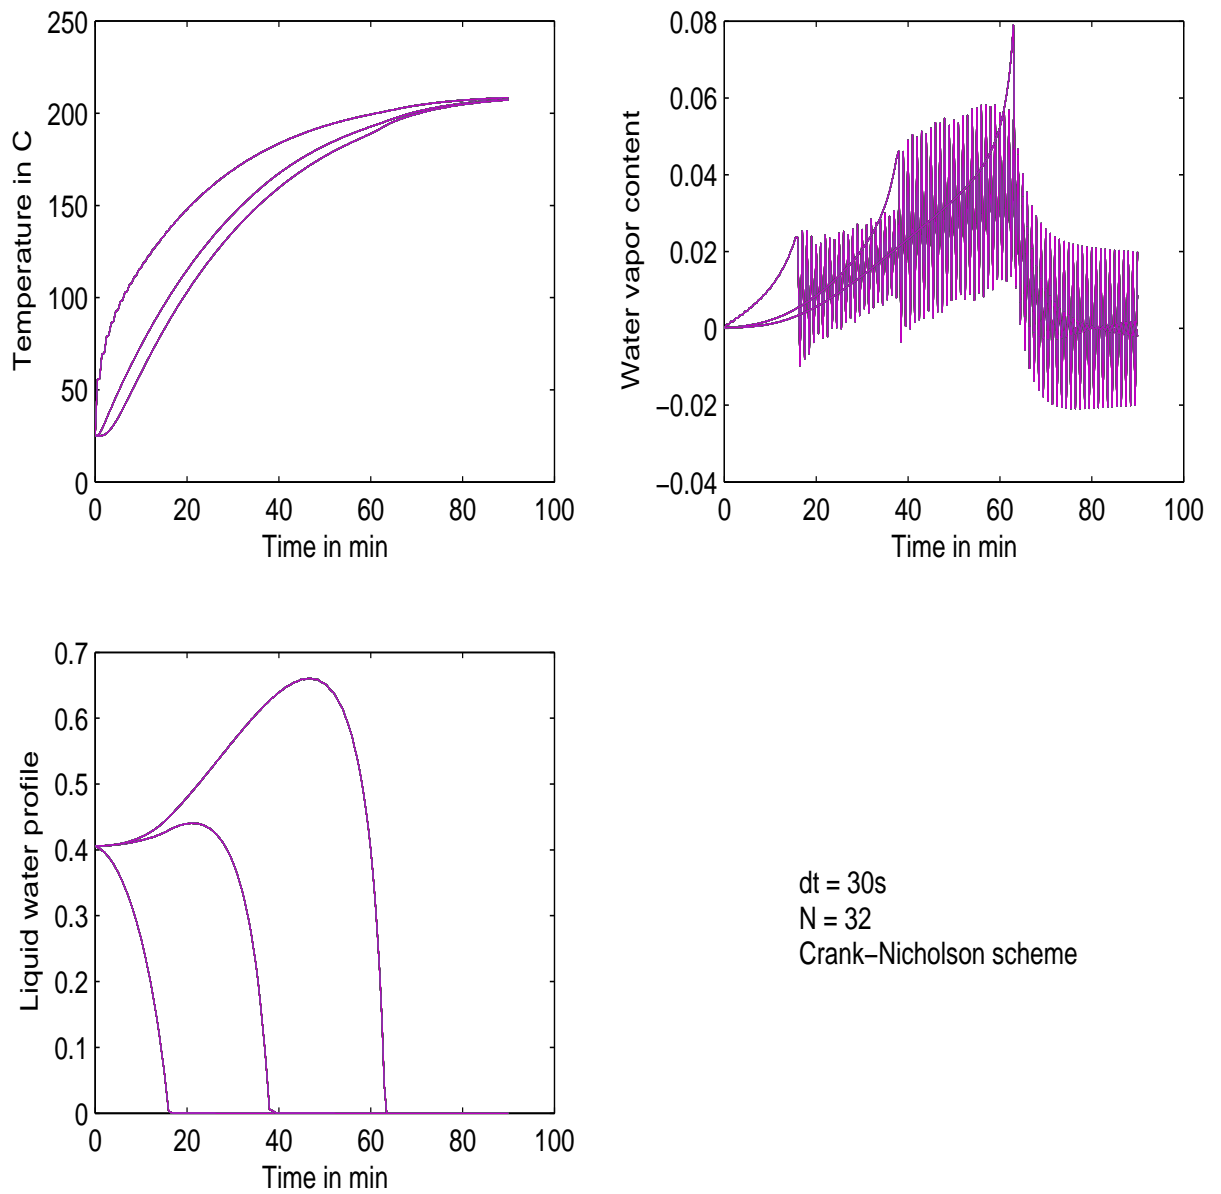 250
200
150
100
50
0
Temperature in C
0 20 40 60 80 100
Time in min
0.08
0.06
0.04
0.02
0
−0.02
−0.04
Water vapor content
0 20 40 60 80 100
Time in min
0.7
0.6
0.5
0.4
0.3
0.2
0.1
0
Liquid water profile
0 20 40 60 80 100
Time in min
dt = 30s
N = 32
Crank−Nicholson scheme